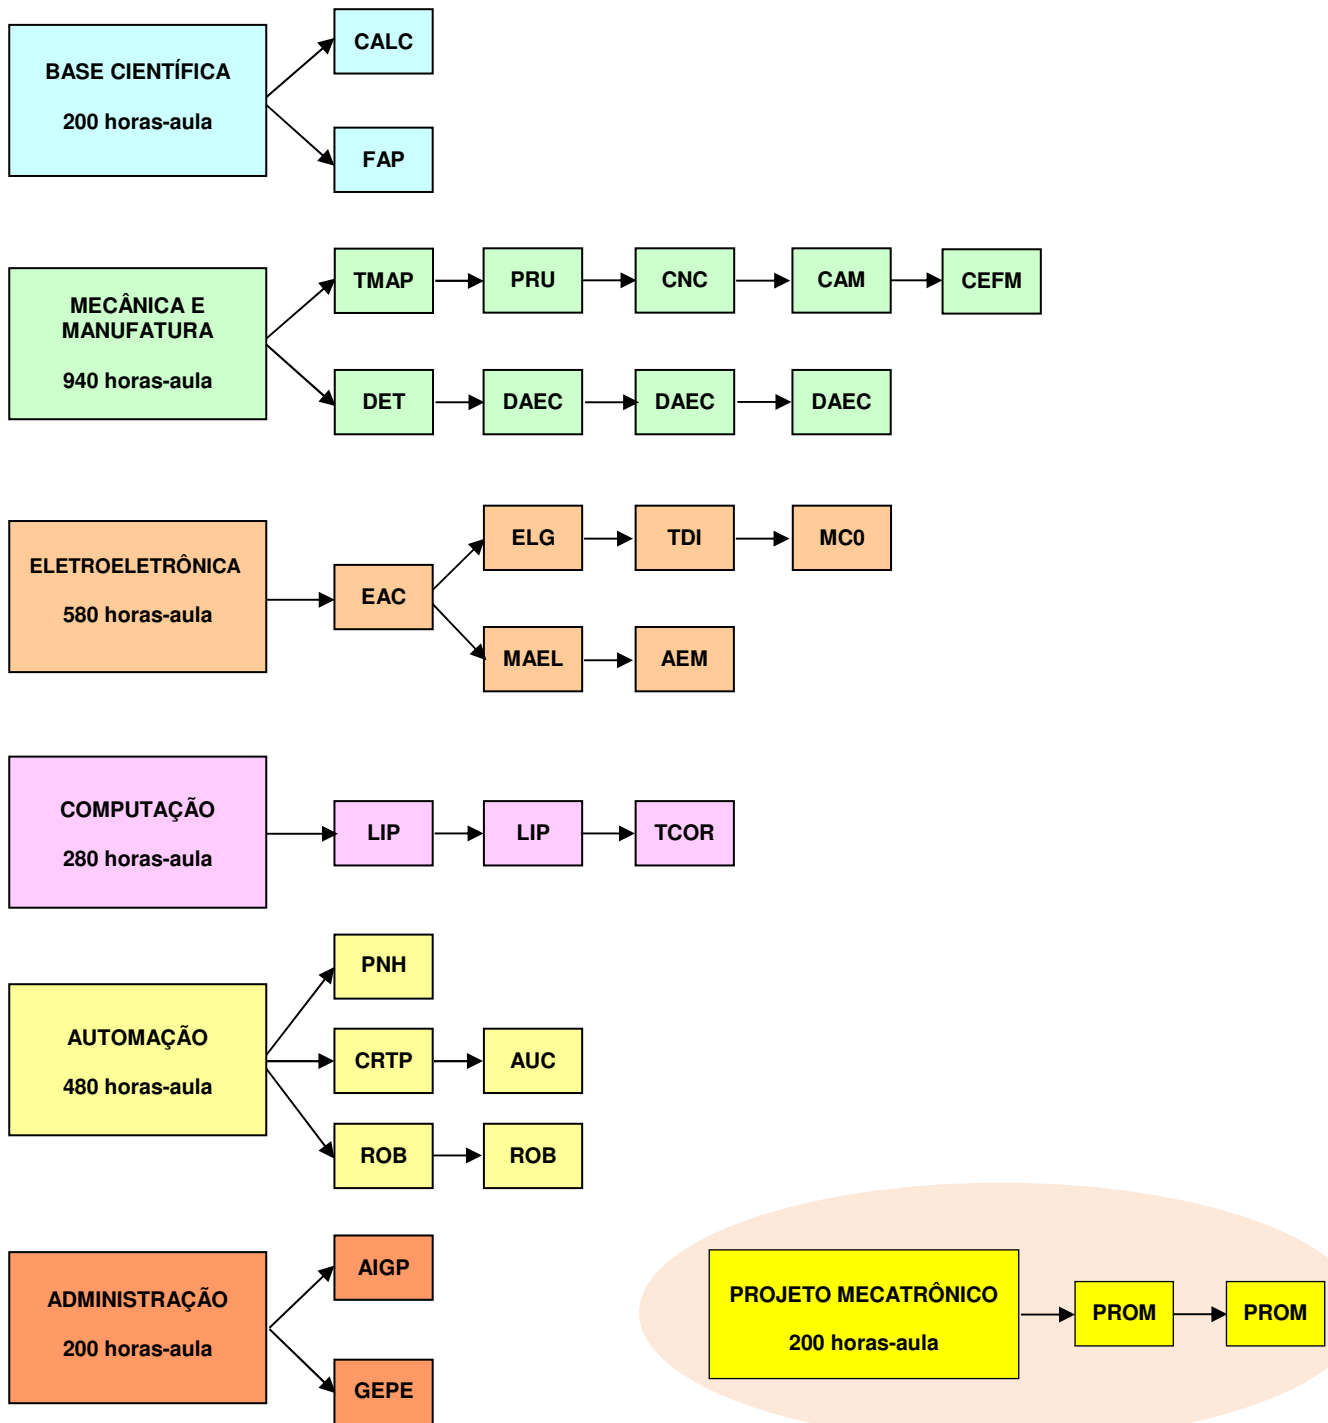 CALC
BASE CIENTÍFICA
200 horas-aula
FAP
TMAP
PRU
CNC
CAM
CEFM
MECÂNICA E
MANUFATURA
940 horas-aula
DET
DAEC
DAEC
DAEC
ELG
TDI
MC0
ELETROELETRÔNICA
580 horas-aula
EAC
MAEL
AEM
COMPUTAÇÃO
280 horas-aula
LIP
LIP
TCOR
PNH
AUTOMAÇÃO
480 horas-aula
CRTP
AUC
ROB
ROB
AIGP
ADMINISTRAÇÃO
200 horas-aula
GEPE
PROJETO MECATRÔNICO
200 horas-aula
PROM
PROM